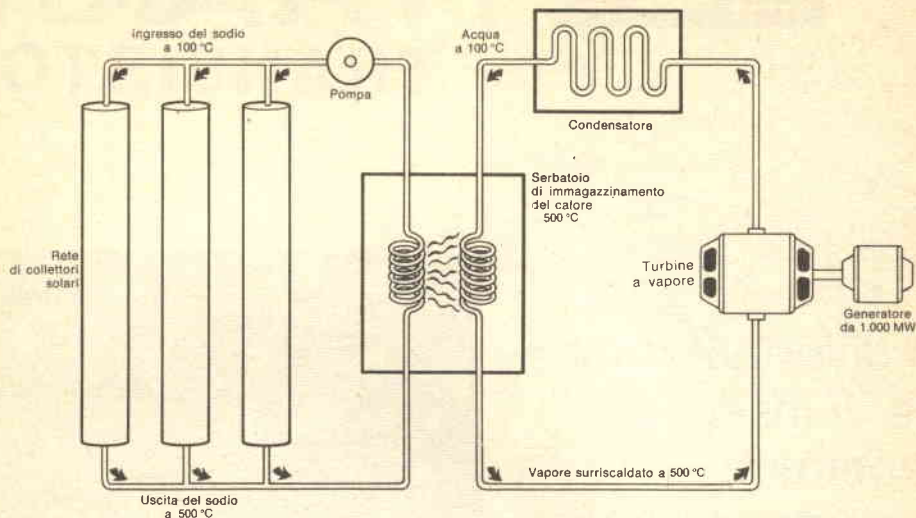 ingresso del sodio
a 100 °C
Pompa
Acqua
a 100 °C
Condensatore
Serbatoio
di immagazzinamento
del calore
500 °C
Rete
di collettori
solari
Turbine
a vapore
Generatore
da 1.000 MW
Vapore surriscaldato a 500 °C
Uscita del sodio
a 500 °C